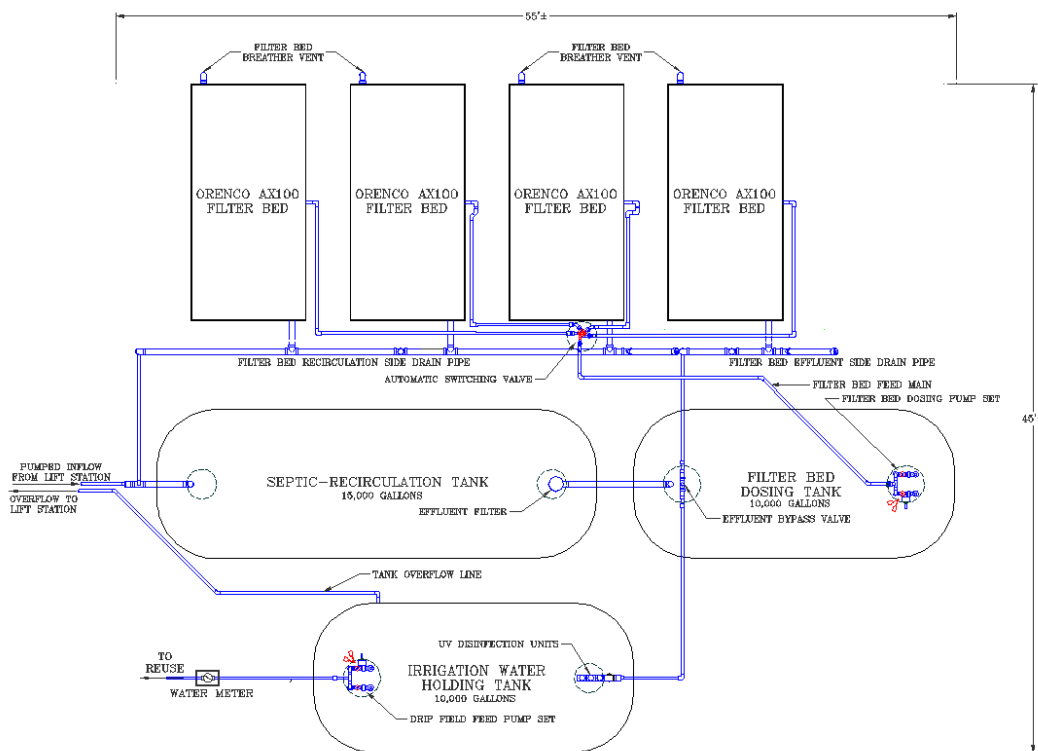 55'±
FILTER BED
BREATHER VENT
FILTER BED
BREATHER VENT
ORENCO AX100
FILTER BED
ORENCO AX100
FILTER BED
ORENCO AX100
FILTER BED
ORENCO AX100
FILTER BED
FILTER BED RECIRCULATION SIDE DRAIN PIPE
FILTER BED EFFLUENT SIDE DRAIN PIPE
AUTOMATIC SWITCHING VALVE
FILTER BED FEED MAIN
FILTER BED DOSING PUMP SET
45'
PUMPED INFLOW
FROM LIFT STATION
OVERFLOW TO
LIFT STATION
SEPTIC-RECIRCULATION TANK
15,000 GALLONS
EFFLUENT FILTER
FILTER BED
DOSING TANK
10,000 GALLONS
EFFLUENT BYPASS VALVE
TANK OVERFLOW LINE
UV DISINFECTION UNITS
TO
REUSE
WATER METER
IRRIGATION WATER
HOLDING TANK
10,000 GALLONS
DRIP FIELD FEED PUMP SET